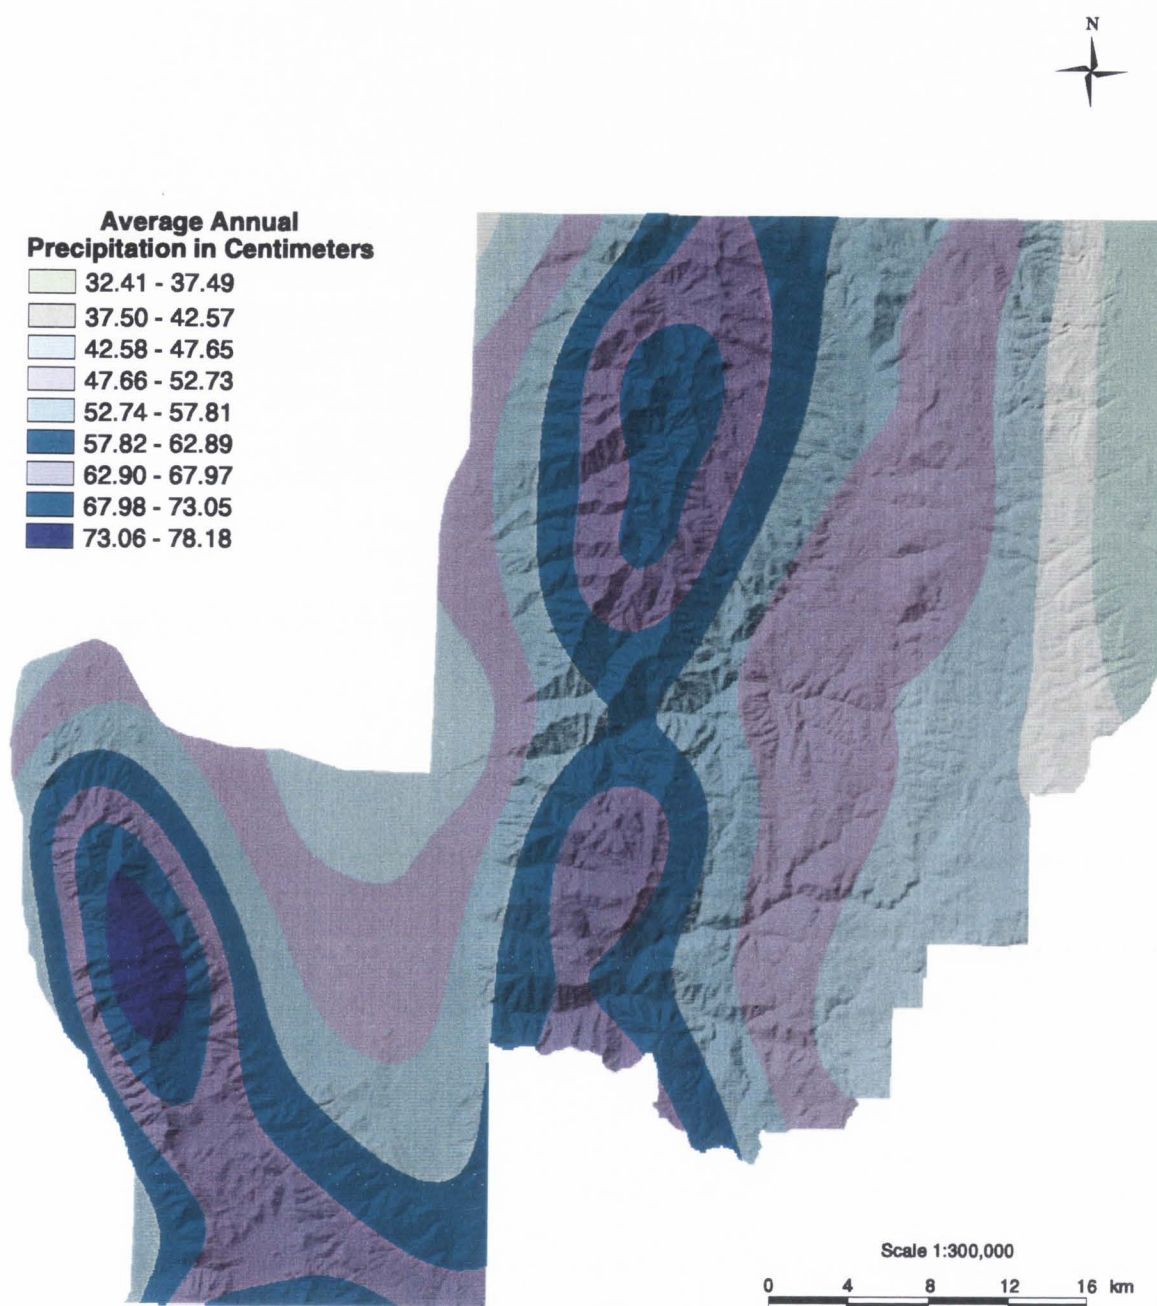 N
Average Annual
Precipitation in Centimeters
32.41 - 37.49
37.50 - 42.57
42.58 - 47.65
47.66 - 52.73
52.74 - 57.81
57.82 - 62.89
62.90 - 67.97
67.98 - 73.05
73.06 - 78.18
Scale 1:300,000
0 4 8 12 16 km